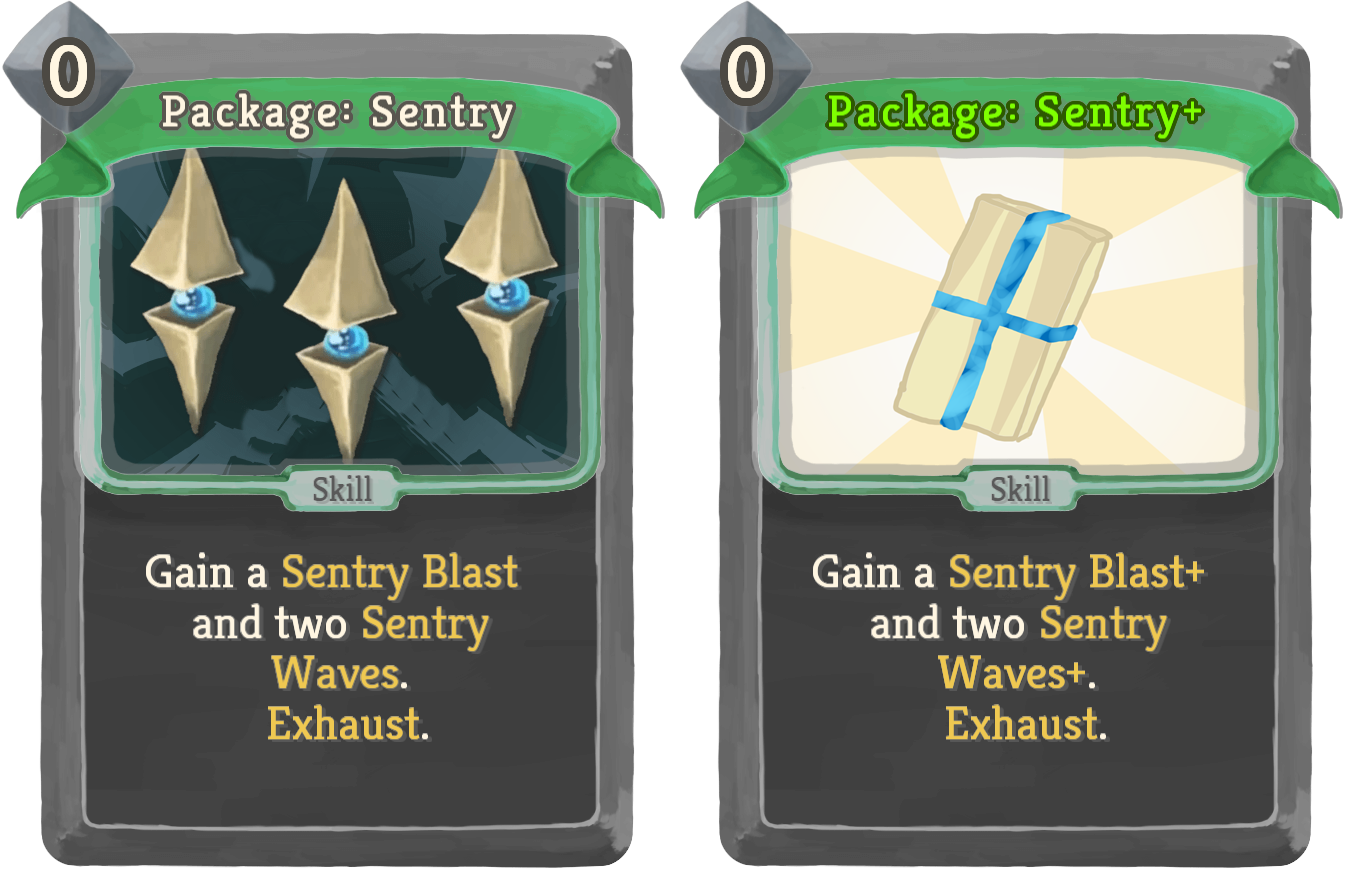 0
Package: Sentry
Skill
Gain a Sentry Blast
and two Sentry
Waves.
Exhaust.
0
Package: Sentry+
Skill
Gain a Sentry Blast+
and two Sentry
Waves+.
Exhaust.